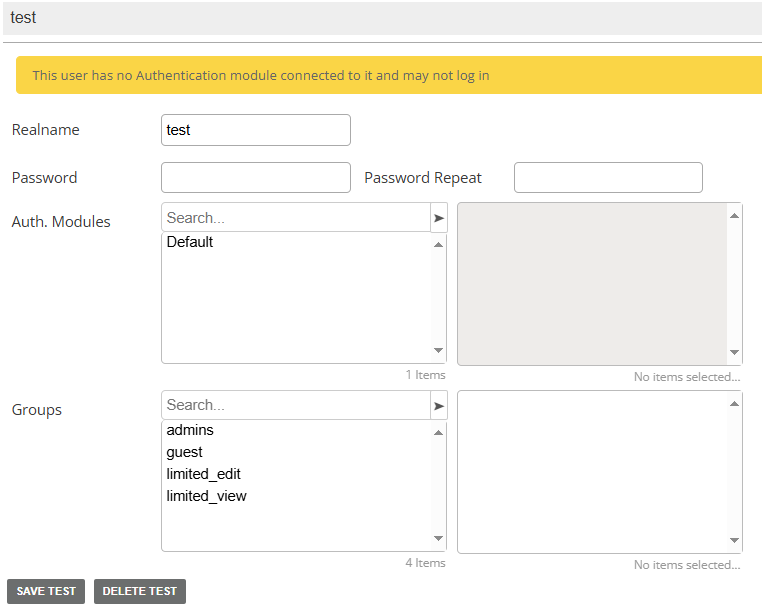 test
This user has no Authentication module connected to it and may not log in
Realname test
Password Password Repeat
Auth. Modules Search...
Default
1 Items No items selected...
Groups Search...
admins
guest
limited_edit
limited_view
4 Items No items selected...
SAVE TEST DELETE TEST